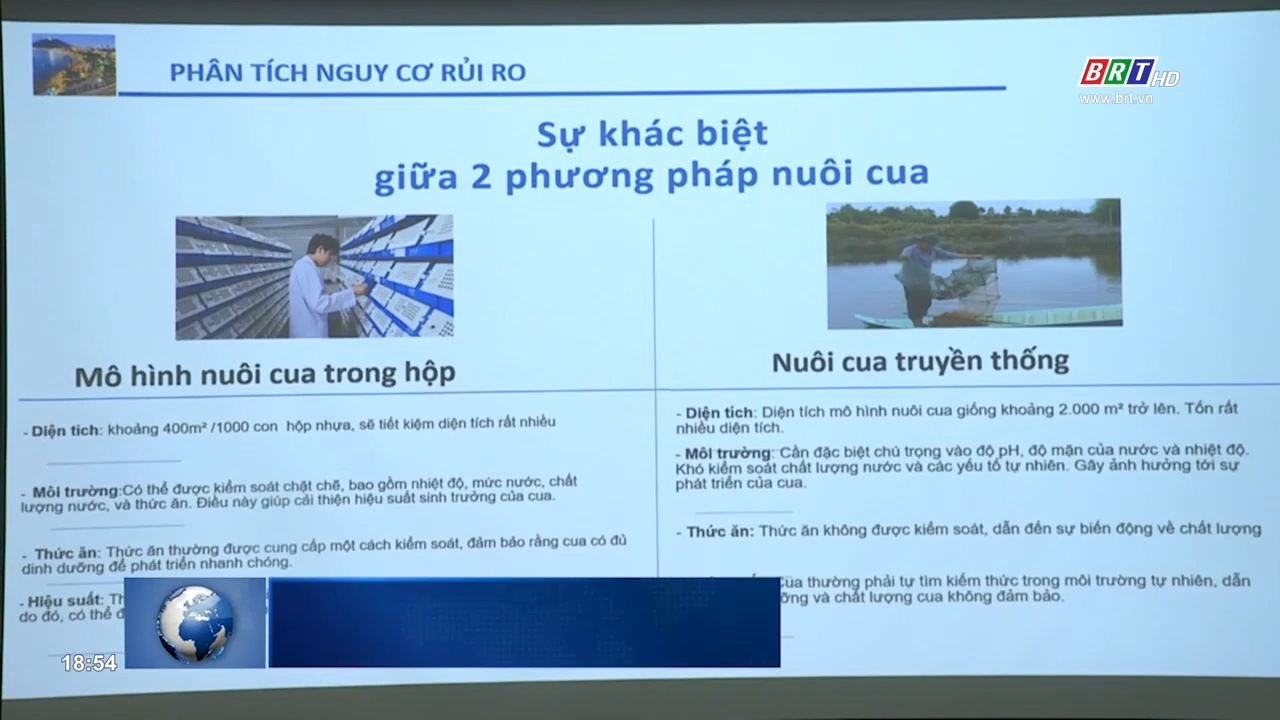 PHÂN TÍCH NGUY CƠ RỦI RO
BRT HD
www.brt.vn
Sự khác biệt
giữa 2 phương pháp nuôi cua
Mô hình nuôi cua trong hộp
- Diện tích: khoảng 400m² /1000 con hộp nhựa, sẽ tiết kiệm diện tích rất nhiều
- Môi trường:Có thể được kiểm soát chặt chẽ, bao gồm nhiệt độ, mức nước, chất
lượng nước, và thức ăn. Điều này giúp cải thiện hiệu suất sinh trưởng của cua.
- Thức ăn: Thức ăn thường được cung cấp một cách kiểm soát, đảm bảo rằng cua có đủ
dinh dưỡng để phát triển nhanh chóng.
- Hiệu suất:
do đó, có thể
Nuôi cua truyền thống
- Diện tích: Diện tích mô hình nuôi cua giống khoảng 2.000 m² trở lên. Tốn rất
nhiều diện tích.
- Môi trường: Cần đặc biệt chú trọng vào độ pH, độ mặn của nước và nhiệt độ.
Khó kiểm soát chất lượng nước và các yếu tố tự nhiên. Gây ảnh hưởng tới sự
phát triển của cua.
- Thức ăn: Thức ăn không được kiểm soát, dẫn đến sự biến động về chất lượng
cua thường phải tự tìm kiếm thức trong môi trường tự nhiên, dẫn
và chất lượng cua không đảm bảo.
18:54